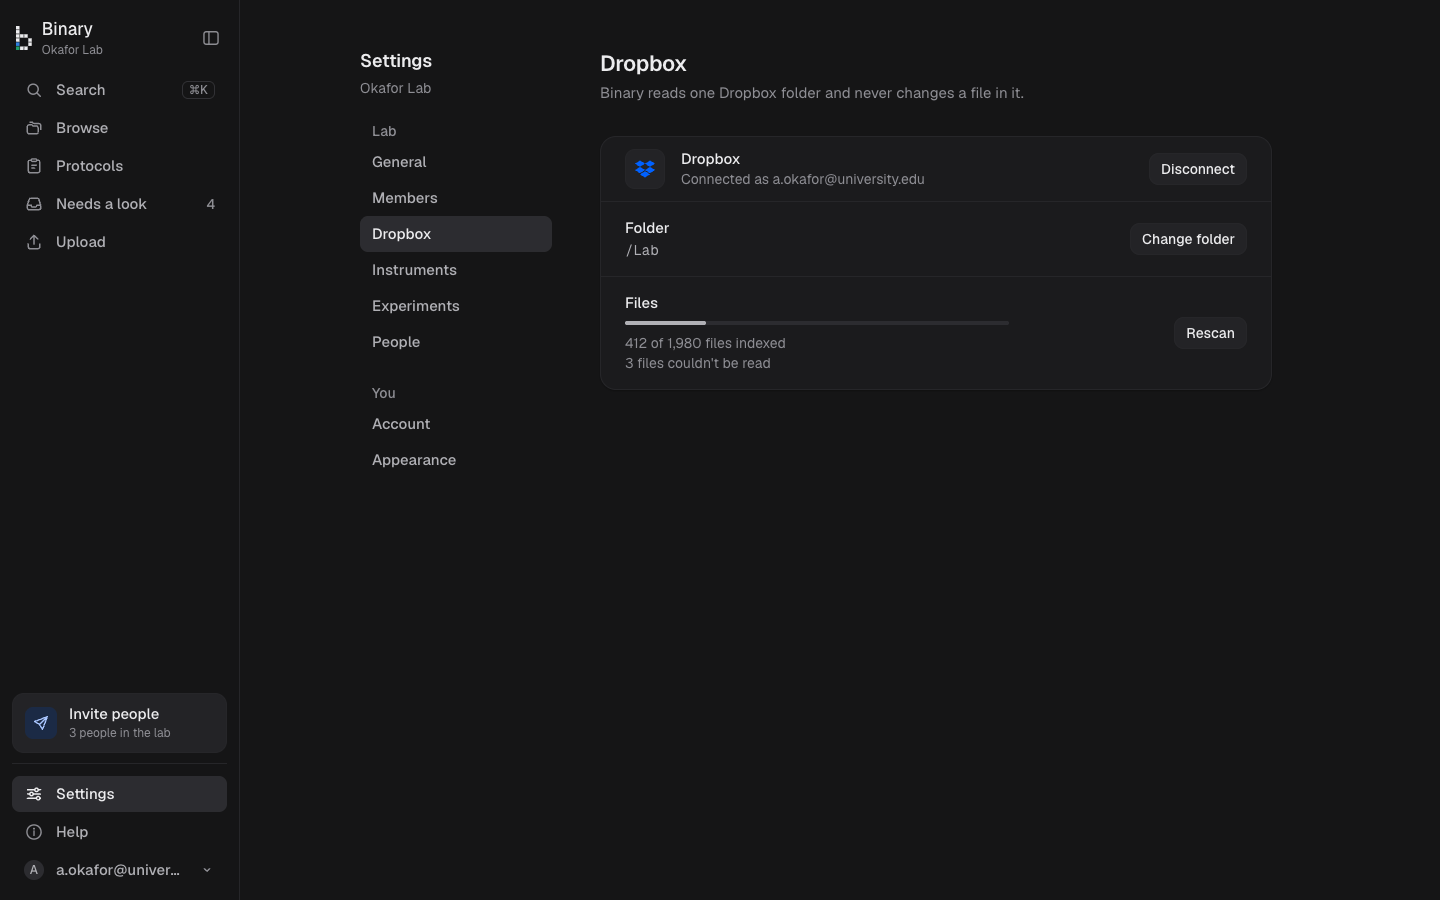 Binary
Okafor Lab
Search
⌘K
Browse
Protocols
Needs a look
4
Upload
Invite people
3 people in the lab
Settings
Help
A
a.okafor@univer...
Settings
Okafor Lab
Lab
General
Members
Dropbox
Instruments
Experiments
People
You
Account
Appearance
Dropbox
Binary reads one Dropbox folder and never changes a file in it.
Dropbox
Connected as a.okafor@university.edu
Disconnect
Folder
/Lab
Change folder
Files
412 of 1,980 files indexed
3 files couldn't be read
Rescan